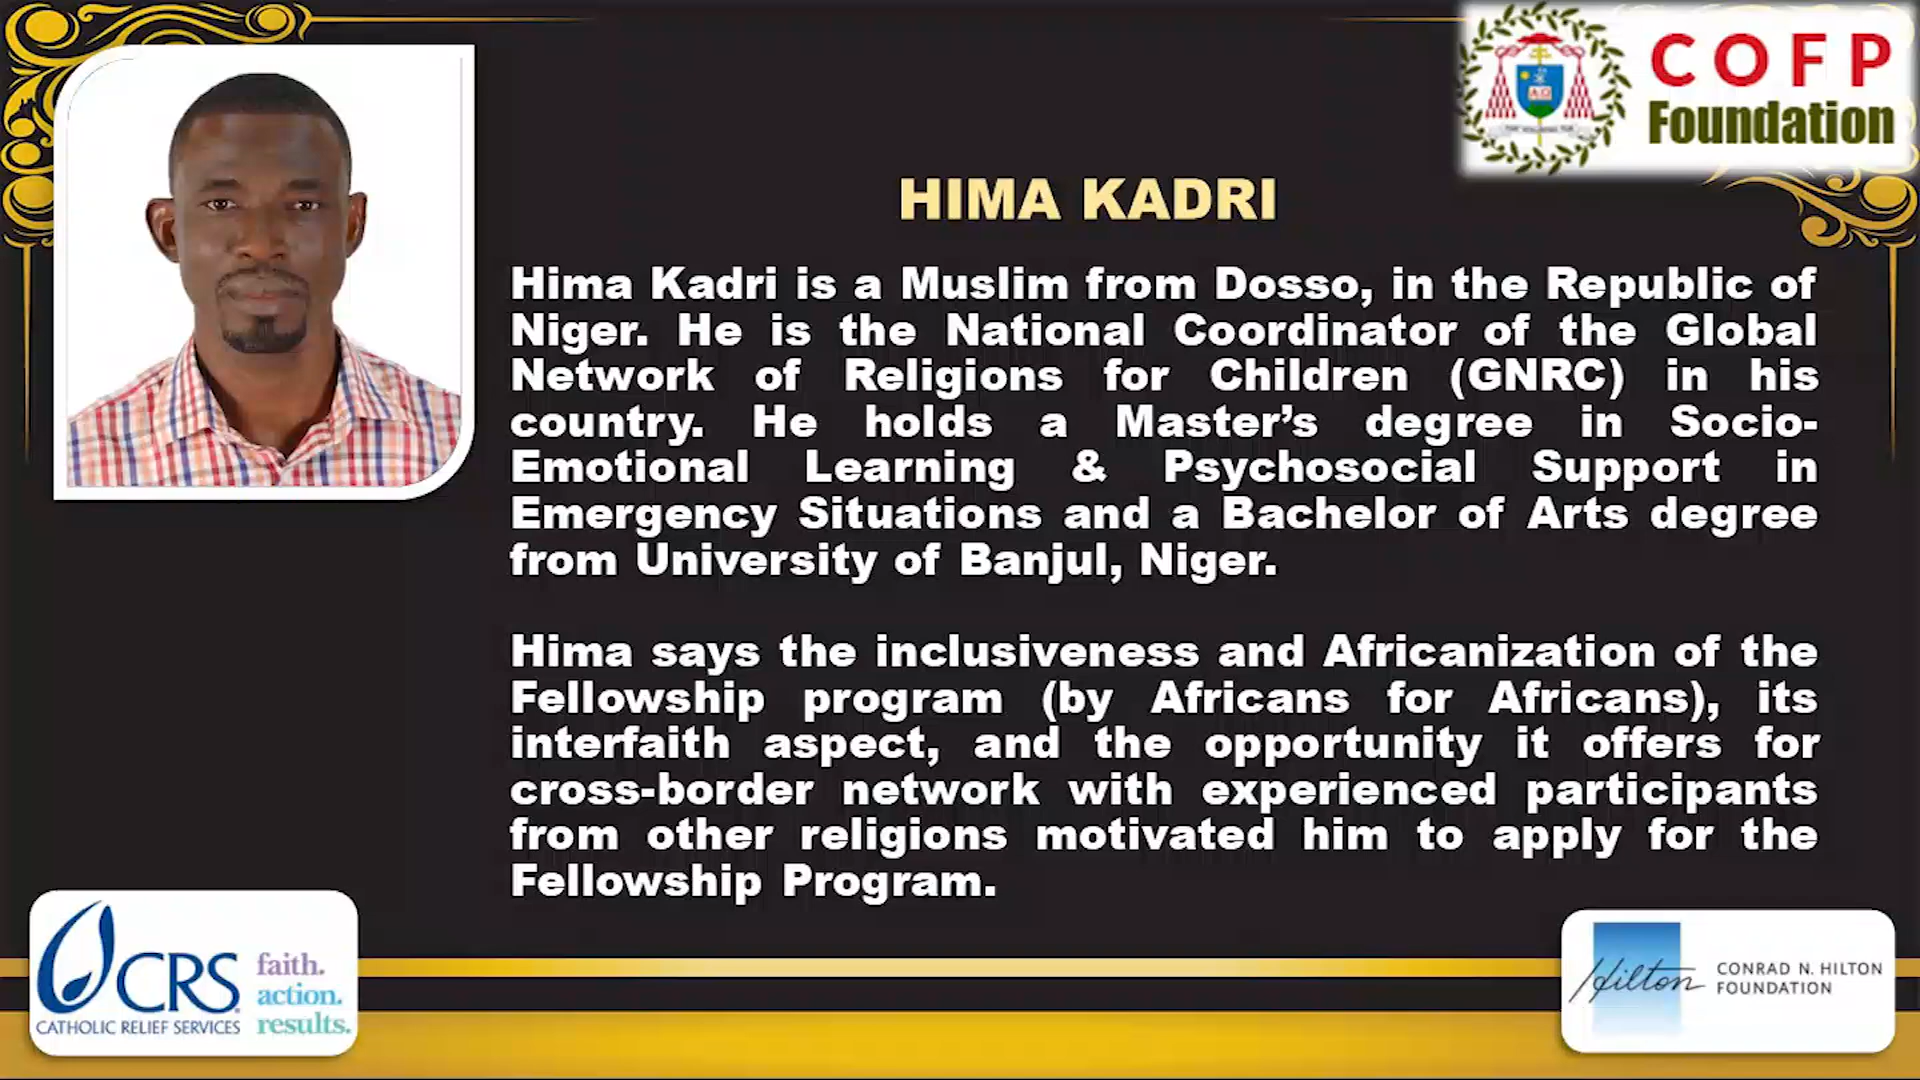 COFP
Foundation
HIMA KADRI
Hima Kadri is a Muslim from Dosso, in the Republic of
Niger. He is the National Coordinator of the Global
Network of Religions for Children (GNRC) in his
country. He holds a Master’s degree in Socio-
Emotional Learning & Psychosocial Support in
Emergency Situations and a Bachelor of Arts degree
from University of Banjul, Niger.
Hima says the inclusiveness and Africanization of the
Fellowship program (by Africans for Africans), its
interfaith aspect, and the opportunity it offers for
cross-border network with experienced participants
from other religions motivated him to apply for the
Fellowship Program.
CRS
CATHOLIC RELIEF SERVICES
faith.
action.
results.
Hilton
CONRAD N. HILTON
FOUNDATION